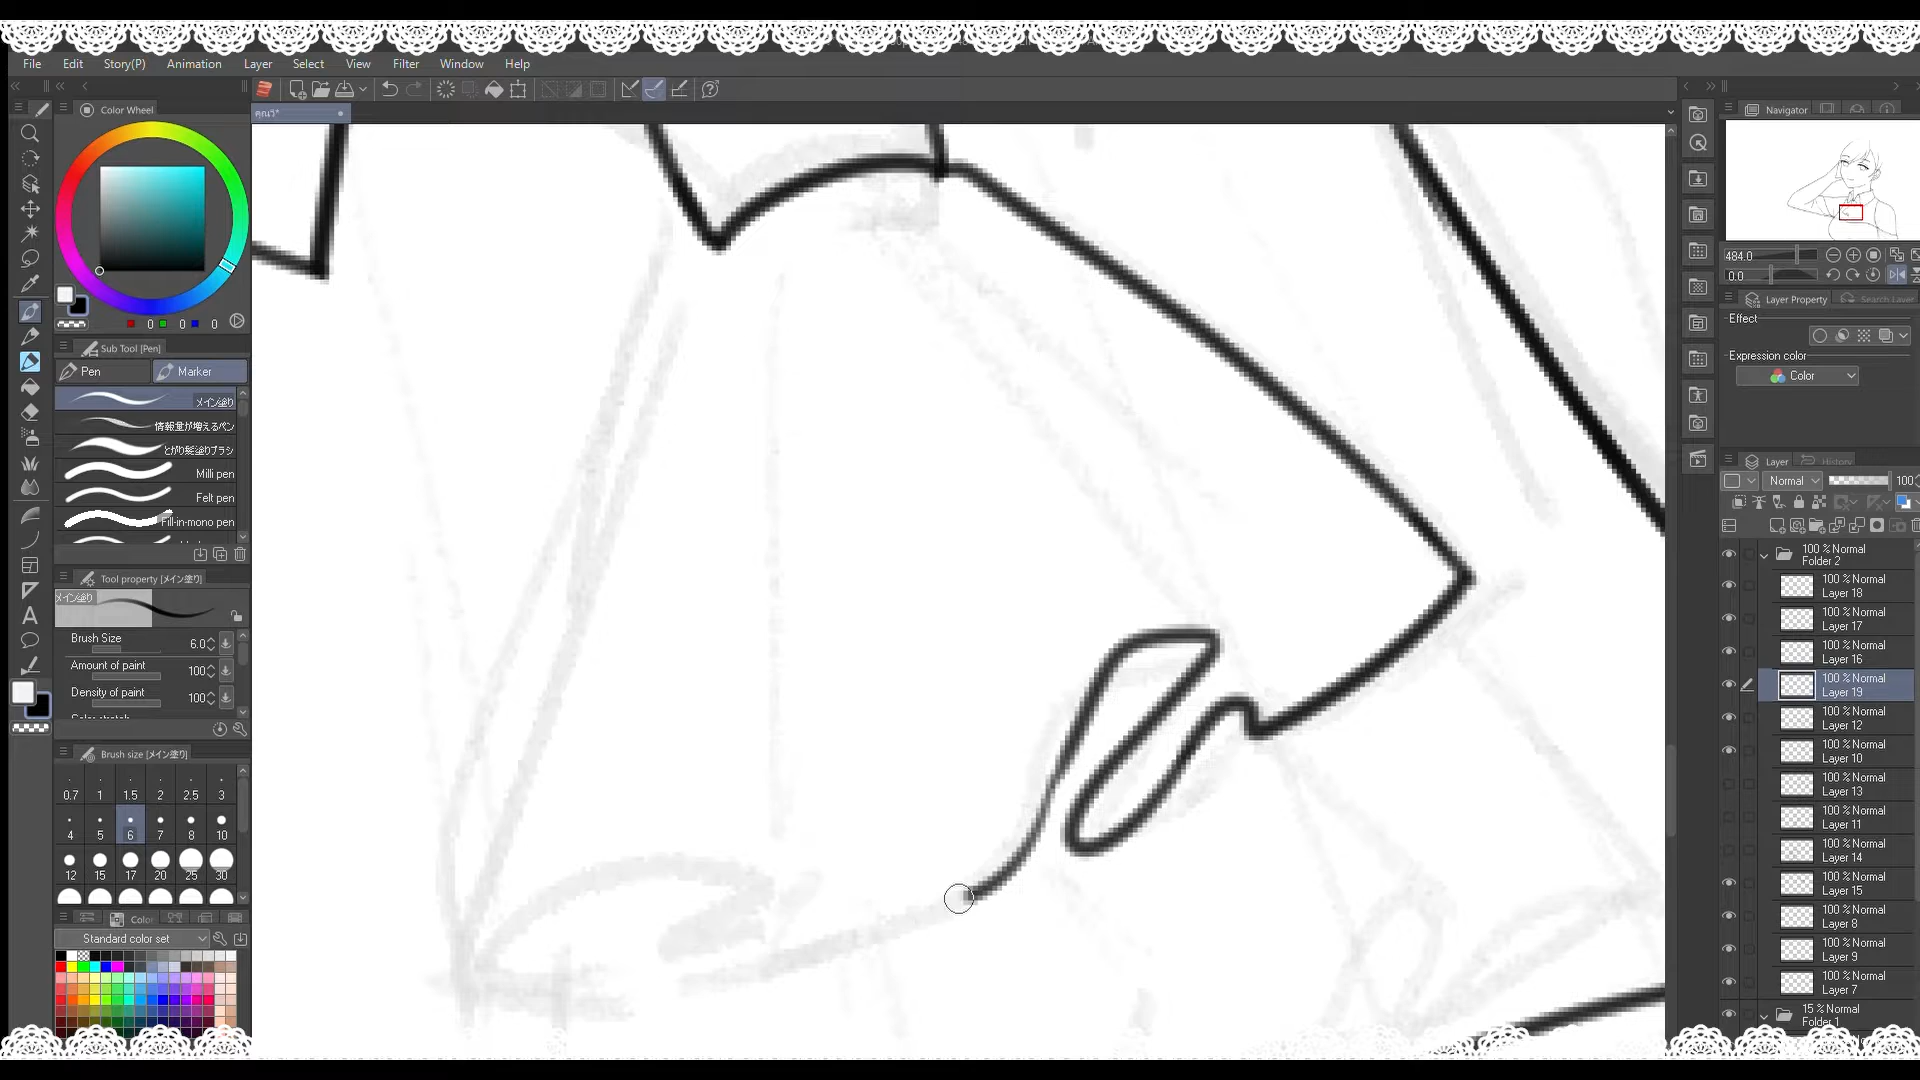 File Edit Story(P) Animation Layer Select View Filter Window Help
Color Wheel
คุณวี*
Navigator
484.0
0.0
Layer Property Search Layer
Effect
Expression color
Color
0 0 0
Sub Tool [Pen]
Pen Marker
メイン塗り
情報量が増えるペン
とがり髪塗りブラシ
Milli pen
Felt pen
Fill-in-mono pen
Tool property [メイン塗り]
メイン塗り
Brush Size 6.0
Amount of paint 100
Density of paint 100
Brush size [メイン塗り]
0.7 1 1.5 2 2.5 3
4 5 6 7 8 10
12 15 17 20 25 30
Color
Standard color set
Layer History
Normal 100
100 % Normal
Folder 2
100 % Normal
Layer 18
100 % Normal
Layer 17
100 % Normal
Layer 16
100 % Normal
Layer 19
100 % Normal
Layer 12
100 % Normal
Layer 10
100 % Normal
Layer 13
100 % Normal
Layer 11
100 % Normal
Layer 14
100 % Normal
Layer 15
100 % Normal
Layer 8
100 % Normal
Layer 9
100 % Normal
Layer 7
15 % Normal
Folder 1